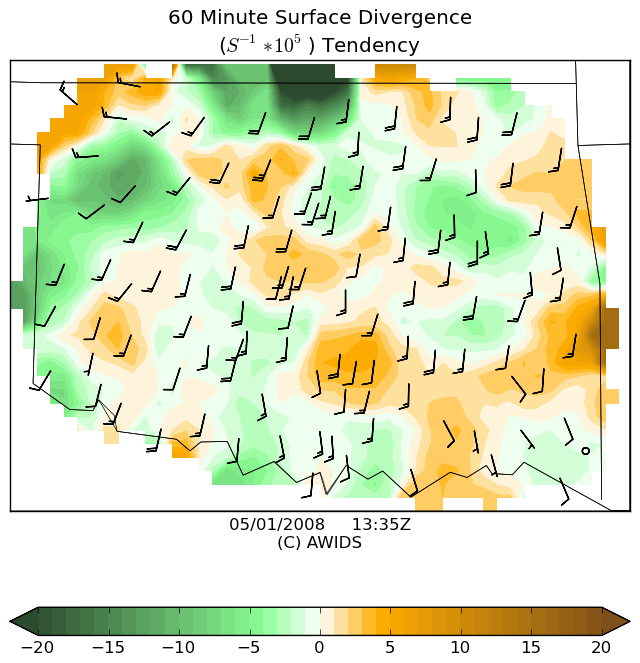 60 Minute Surface Divergence
(S⁻¹ *10⁵ ) Tendency
05/01/2008 13:35Z
(C) AWIDS
−20 −15 −10 −5 0 5 10 15 20